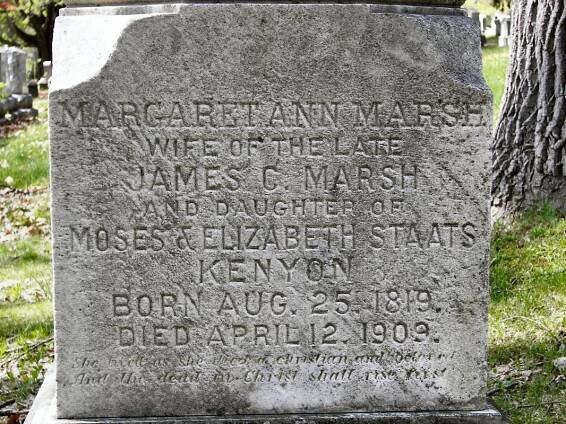 MARGARET ANN MARSH
WIFE OF THE LATE
JAMES C. MARSH
AND DAUGHTER OF
MOSES & ELIZABETH STAATS
KENYON
BORN AUG. 25. 1819.
DIED APRIL 12. 1909.
She lived as she died a christian, and beloved
And the dead in Christ shall rise first